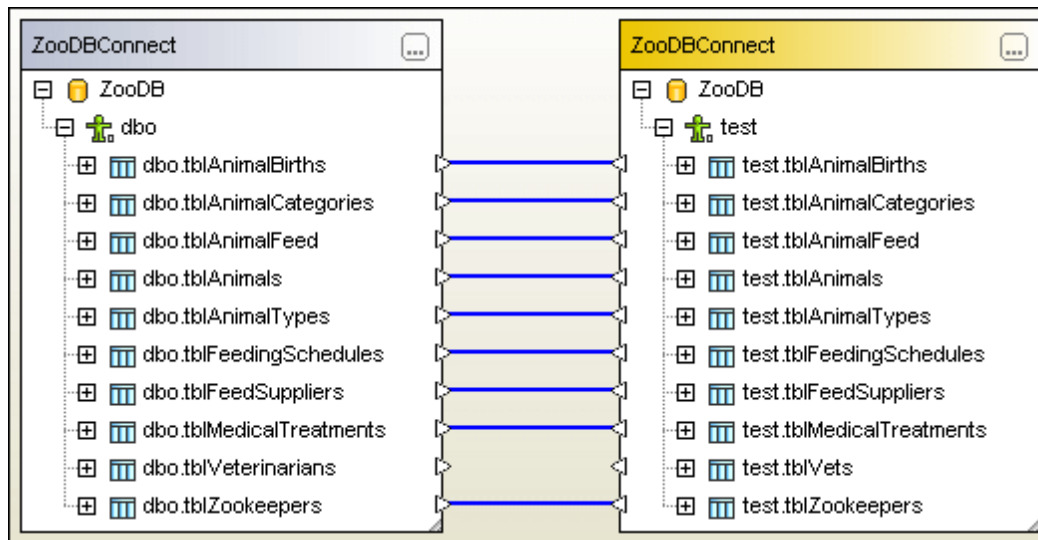 ZooDBConnect
ZooDB
dbo
dbo.tblAnimalBirths
dbo.tblAnimalCategories
dbo.tblAnimalFeed
dbo.tblAnimals
dbo.tblAnimalTypes
dbo.tblFeedingSchedules
dbo.tblFeedSuppliers
dbo.tblMedicalTreatments
dbo.tblVeterinarians
dbo.tblZookeepers
ZooDBConnect
ZooDB
test
test.tblAnimalBirths
test.tblAnimalCategories
test.tblAnimalFeed
test.tblAnimals
test.tblAnimalTypes
test.tblFeedingSchedules
test.tblFeedSuppliers
test.tblMedicalTreatments
test.tblVets
test.tblZookeepers